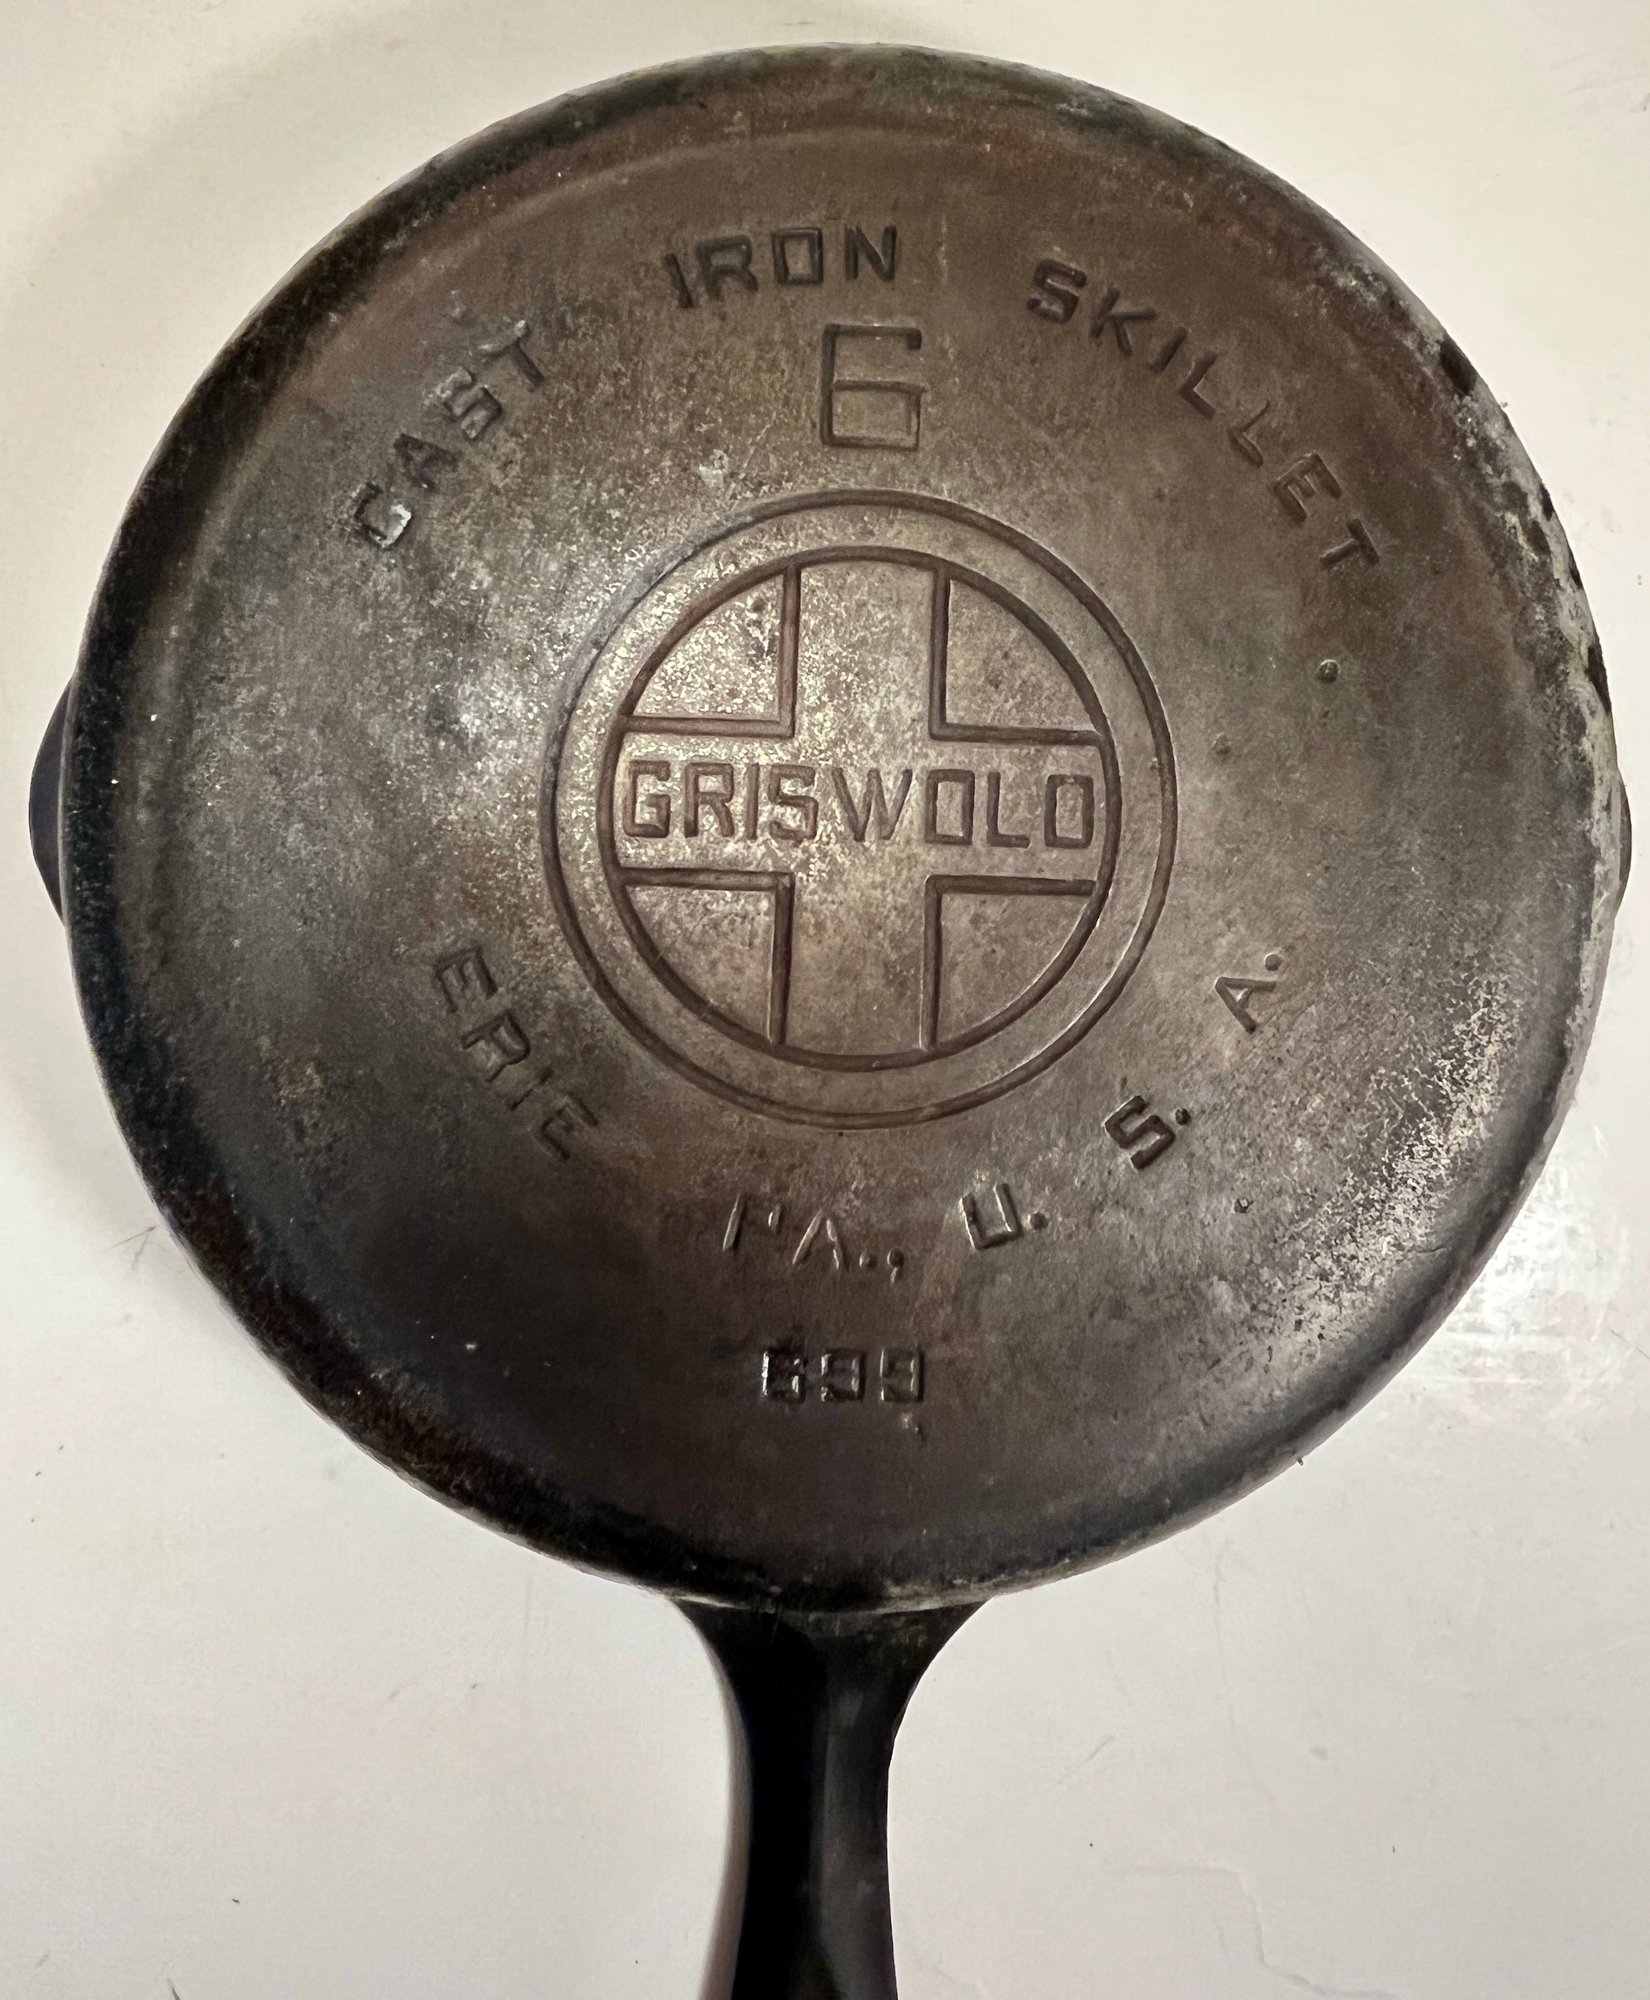 CAST IRON SKILLET
6
GRISWOLD
ERIE PA., U.S.A.
699